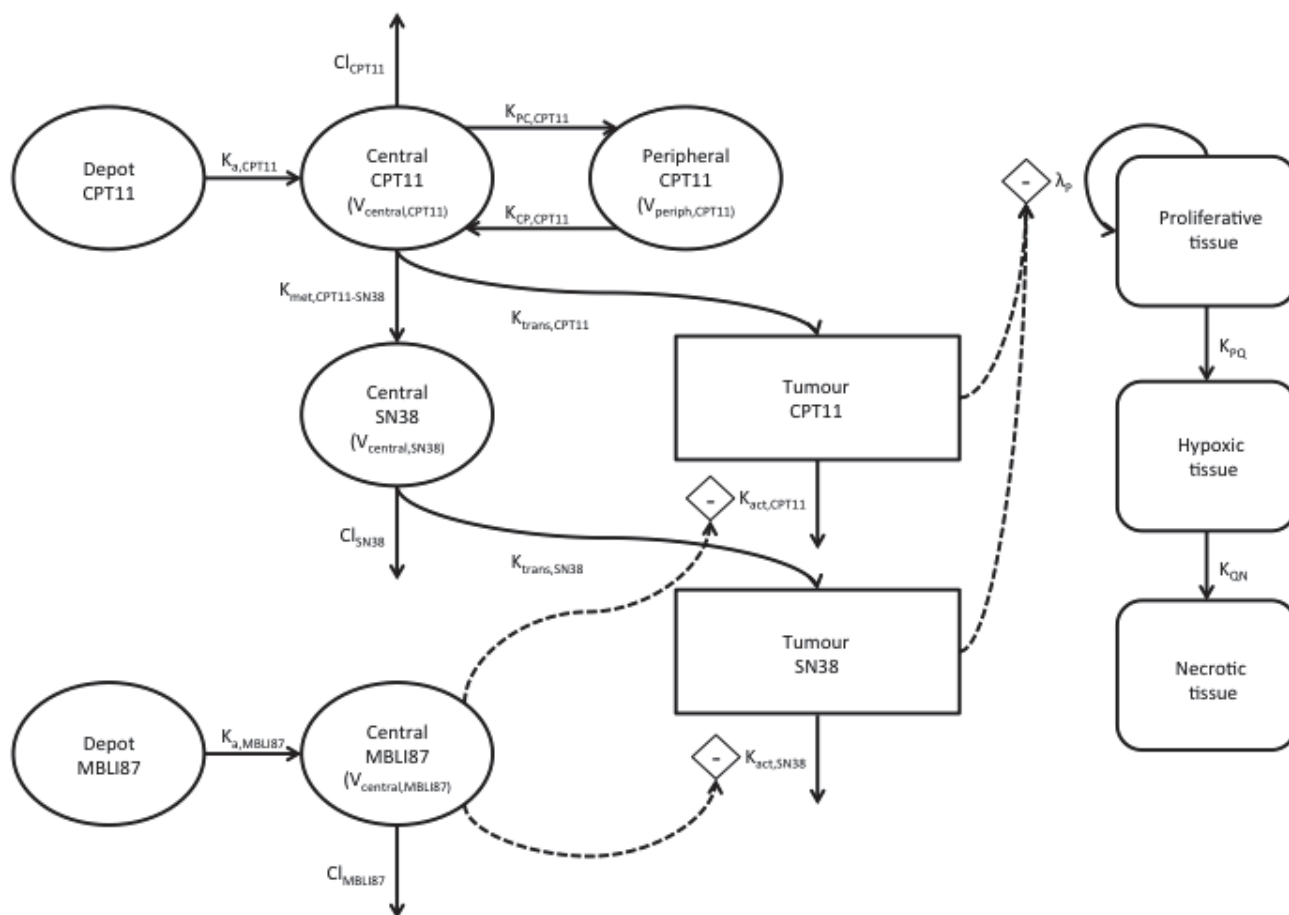 Cl_CPT11
K_PC,CPT11
Depot
CPT11
K_a,CPT11
Central
CPT11
(V_central,CPT11)
Peripheral
CPT11
(V_periph,CPT11)
K_CP,CPT11
-
λ_P
Proliferative
tissue
K_met,CPT11-SN38
K_trans,CPT11
K_PQ
Central
SN38
(V_central,SN38)
Tumour
CPT11
Hypoxic
tissue
-
K_act,CPT11
Cl_SN38
K_trans,SN38
K_QN
Tumour
SN38
Necrotic
tissue
Depot
MBLI87
K_a,MBLI87
Central
MBLI87
(V_central,MBLI87)
-
K_act,SN38
Cl_MBLI87